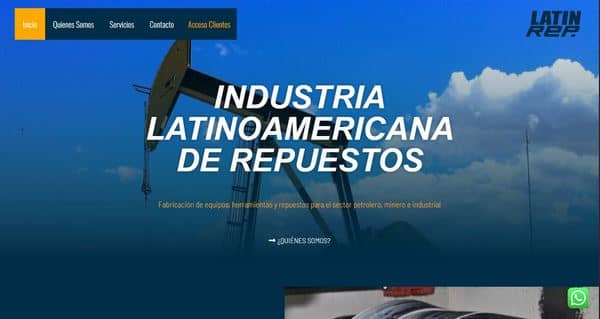 Inicio
Quienes Somos
Servicios
Contacto
Acceso Clientes
LATIN
REP.
INDUSTRIA
LATINOAMERICANA
DE REPUESTOS
Fabricación de equipos, herramientas y repuestos para el sector petrolero, minero e industrial
¿QUIÉNES SOMOS?